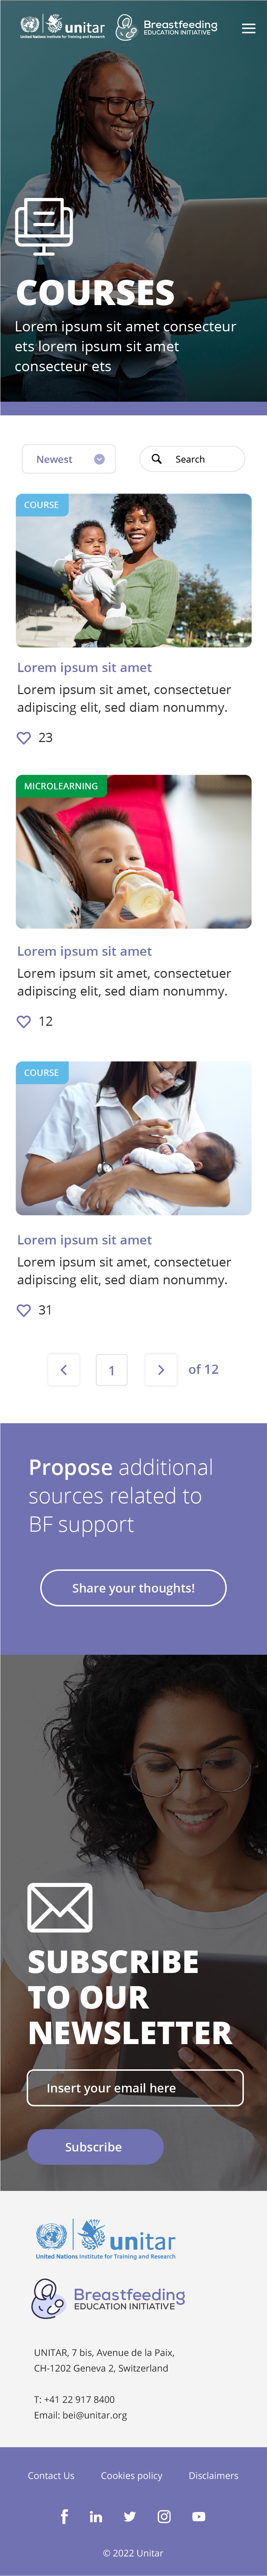 unitar
United Nations Institute for Training and Research
Breastfeeding
EDUCATION INITIATIVE
COURSES
Lorem ipsum sit amet consecteur
ets lorem ipsum sit amet
consecteur ets
Newest
Search
COURSE
Lorem ipsum sit amet
Lorem ipsum sit amet, consectetuer
adipiscing elit, sed diam nonummy.
23
MICROLEARNING
Lorem ipsum sit amet
Lorem ipsum sit amet, consectetuer
adipiscing elit, sed diam nonummy.
12
COURSE
Lorem ipsum sit amet
Lorem ipsum sit amet, consectetuer
adipiscing elit, sed diam nonummy.
31
1 of 12
Propose additional
sources related to
BF support
Share your thoughts!
SUBSCRIBE
TO OUR
NEWSLETTER
Insert your email here
Subscribe
unitar
United Nations Institute for Training and Research
Breastfeeding
EDUCATION INITIATIVE
UNITAR, 7 bis, Avenue de la Paix,
CH-1202 Geneva 2, Switzerland
T: +41 22 917 8400
Email: bei@unitar.org
Contact Us Cookies policy Disclaimers
© 2022 Unitar